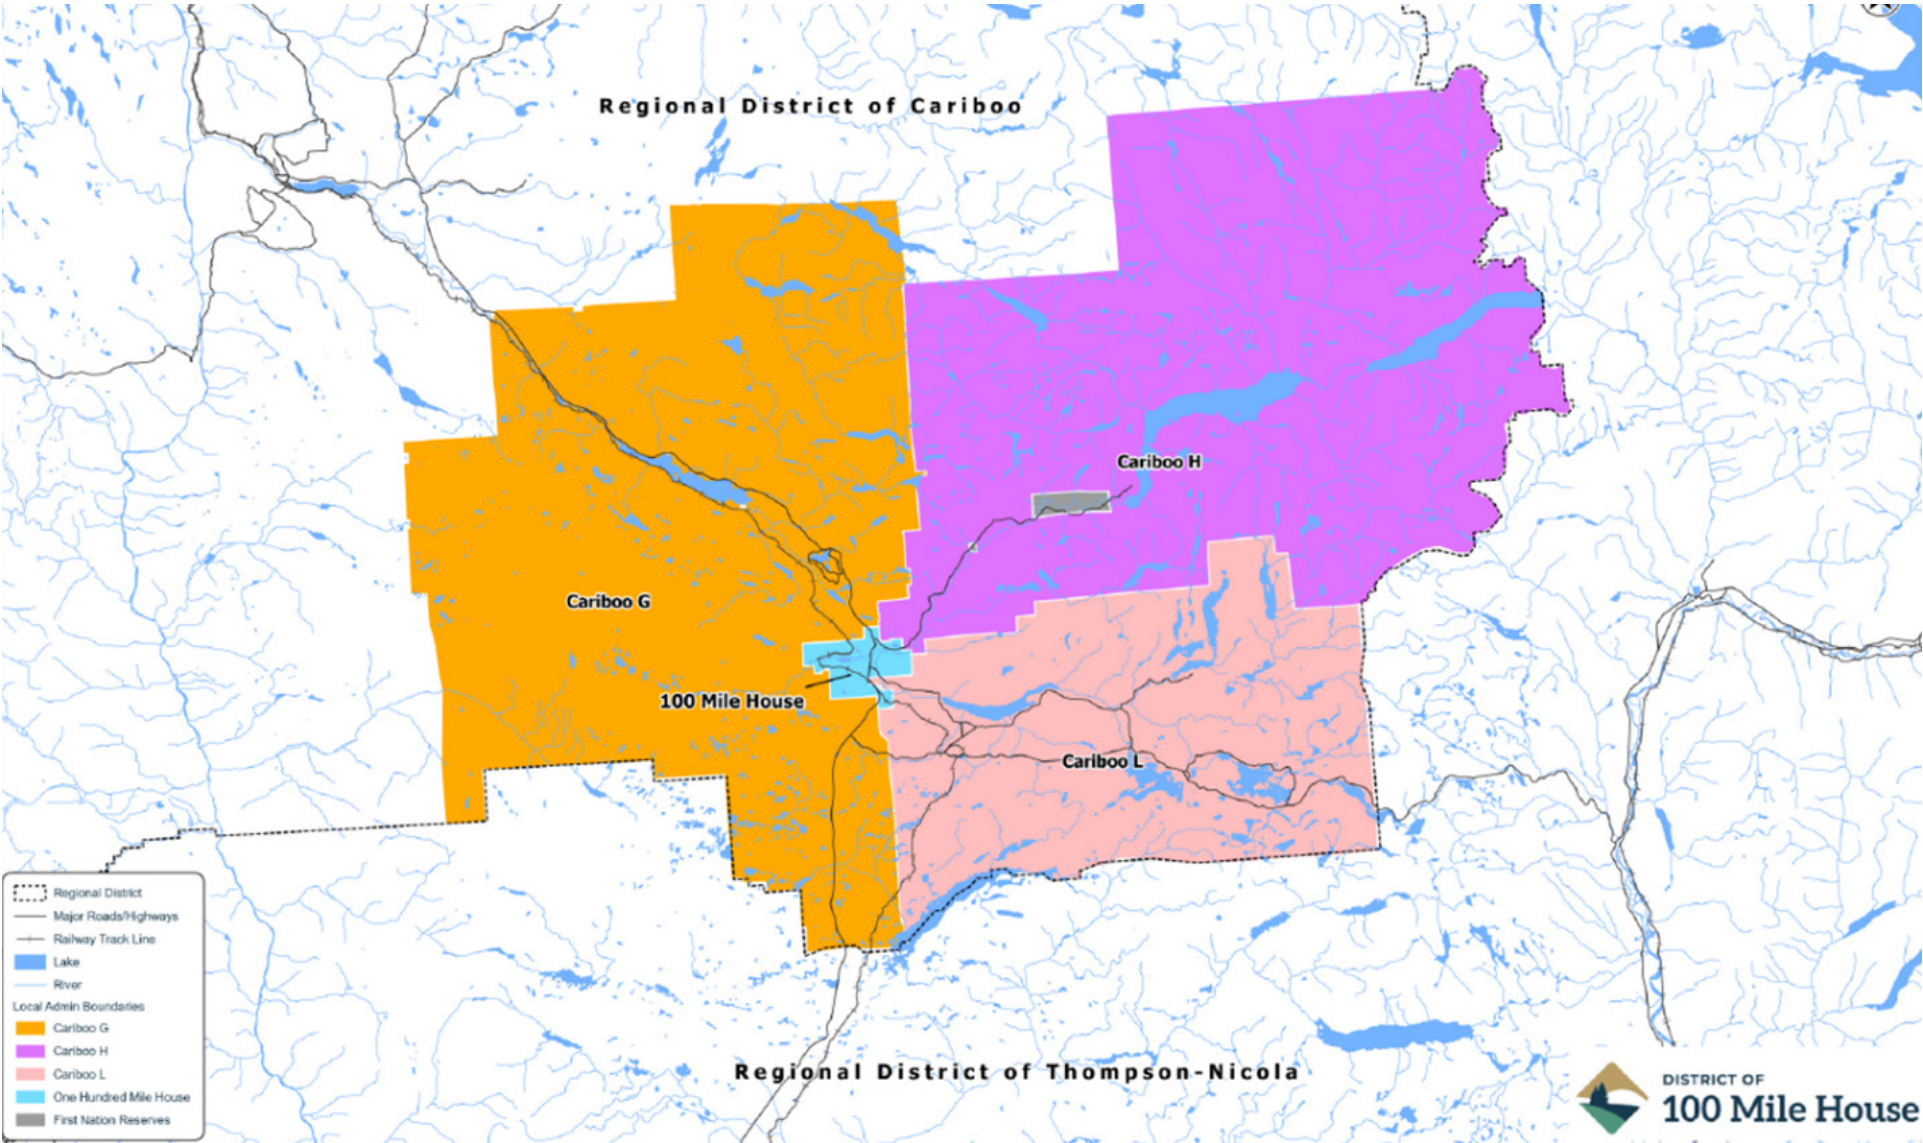 Regional District of Cariboo
Cariboo H
Cariboo G
100 Mile House
Cariboo L
Regional District
Major Roads/Highways
Railway Track Line
Lake
River
Local Admin Boundaries
Cariboo G
Cariboo H
Cariboo L
One Hundred Mile House
First Nation Reserves
Regional District of Thompson-Nicola
DISTRICT OF
100 Mile House